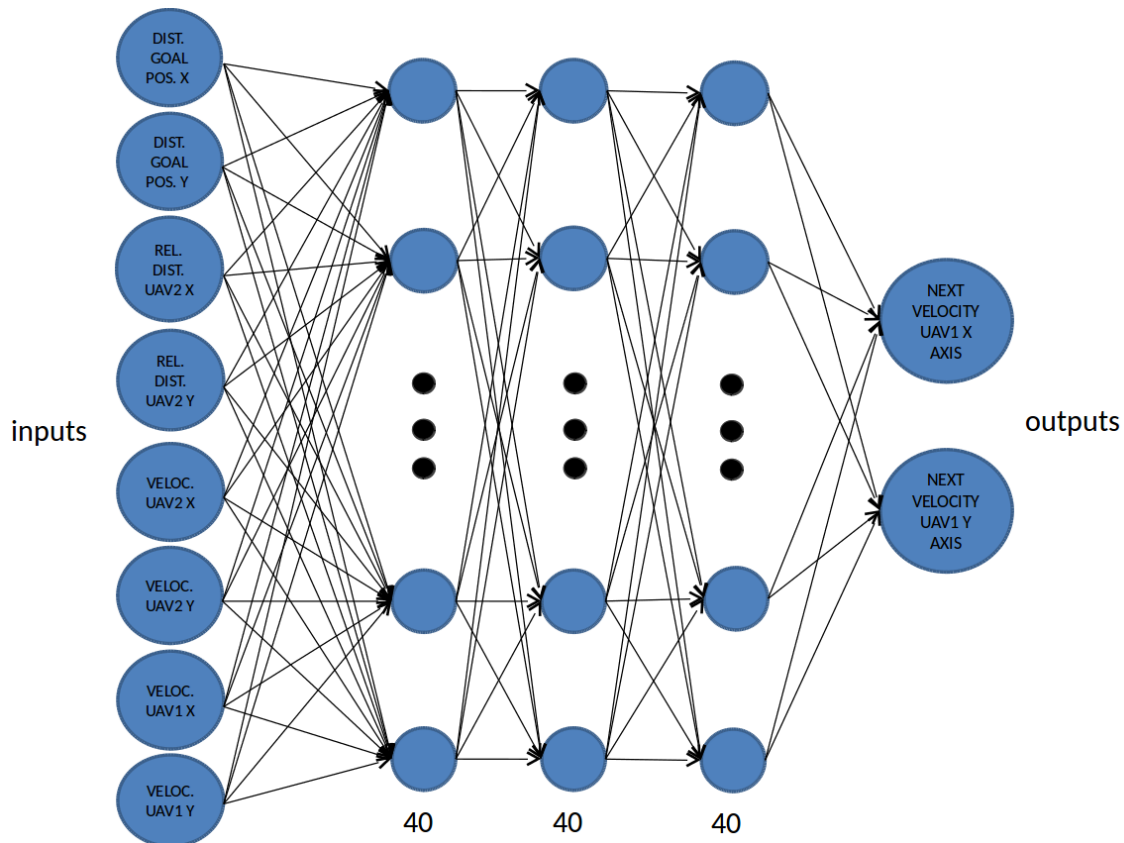 DIST.
GOAL
POS. X
DIST.
GOAL
POS. Y
REL.
DIST.
UAV2 X
REL.
DIST.
UAV2 Y
VELOC.
UAV2 X
VELOC.
UAV2 Y
VELOC.
UAV1 X
VELOC.
UAV1 Y
inputs
40
40
40
NEXT
VELOCITY
UAV1 X
AXIS
NEXT
VELOCITY
UAV1 Y
AXIS
outputs